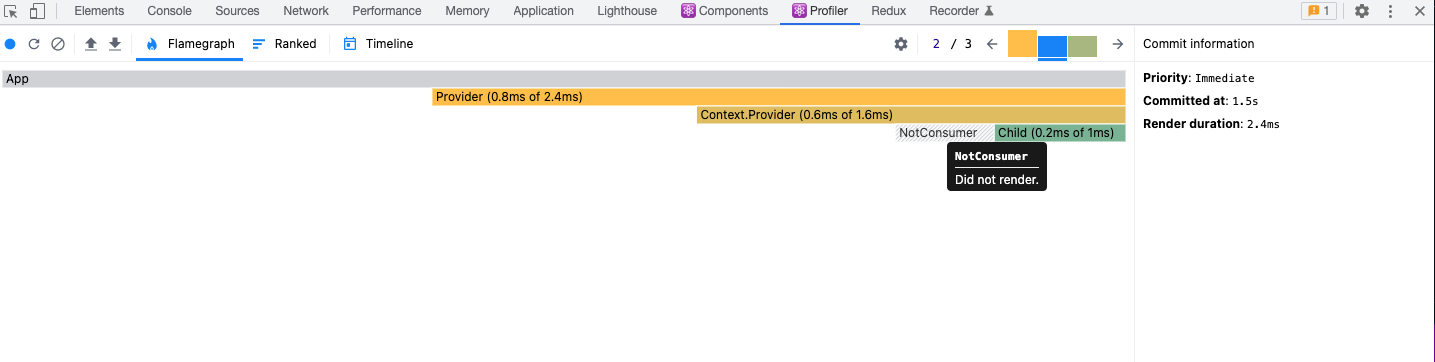 Elements Console Sources Network Performance Memory Application Lighthouse Components Profiler Redux Recorder 1
Flamegraph Ranked Timeline 2 / 3 Commit information
App
Provider (0.8ms of 2.4ms)
Context.Provider (0.6ms of 1.6ms)
NotConsumer Child (0.2ms of 1ms)
NotConsumer
Did not render.
Priority: Immediate
Committed at: 1.5s
Render duration: 2.4ms